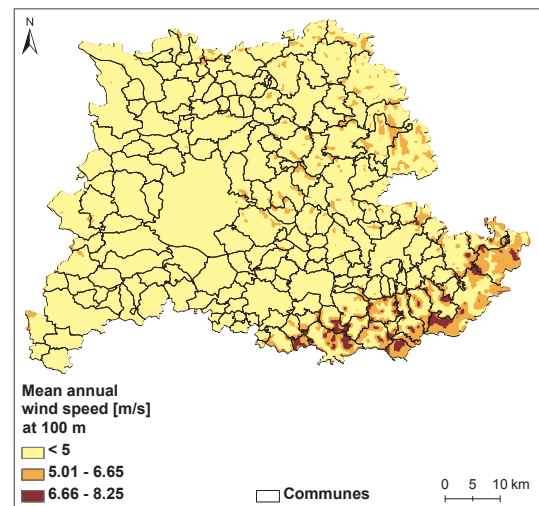 N
Mean annual
wind speed [m/s]
at 100 m
< 5
5.01 - 6.65
6.66 - 8.25
Communes
0 5 10 km